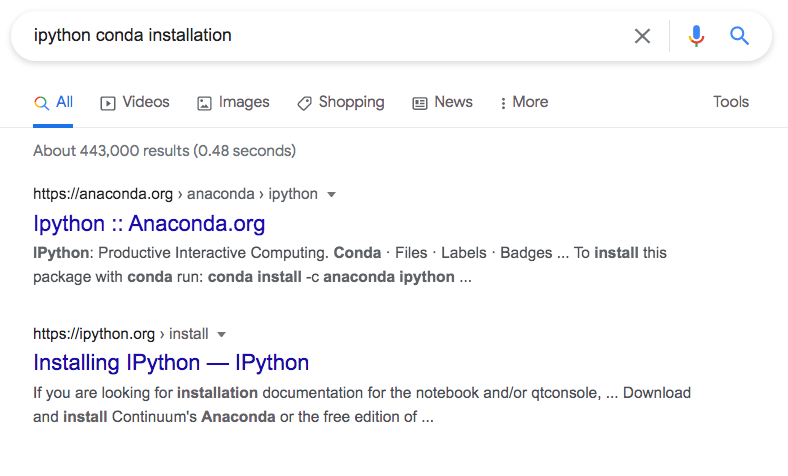 ipython conda installation
All Videos Images Shopping News More Tools
About 443,000 results (0.48 seconds)
https://anaconda.org › anaconda › ipython
Ipython :: Anaconda.org
IPython: Productive Interactive Computing. Conda · Files · Labels · Badges ... To install this
package with conda run: conda install -c anaconda ipython ...
https://ipython.org › install
Installing IPython — IPython
If you are looking for installation documentation for the notebook and/or qtconsole, ... Download
and install Continuum's Anaconda or the free edition of ...